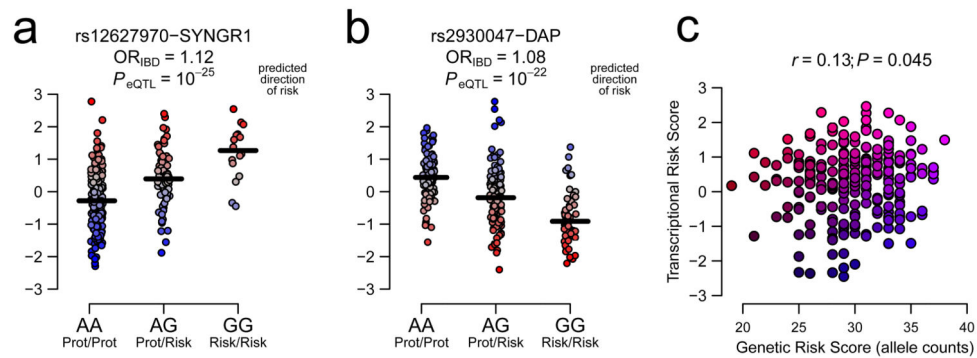 a
rs12627970−SYNGR1
OR_IBD = 1.12
P_eQTL = 10^−25
predicted
direction
of risk
3
2
1
0
−1
−2
−3
AA AG GG
Prot/Prot Prot/Risk Risk/Risk
b
rs2930047−DAP
OR_IBD = 1.08
P_eQTL = 10^−22
predicted
direction
of risk
3
2
1
0
−1
−2
−3
AA AG GG
Prot/Prot Prot/Risk Risk/Risk
c
r = 0.13;P = 0.045
Transcriptional Risk Score
3
2
1
0
−1
−2
−3
20 25 30 35 40
Genetic Risk Score (allele counts)